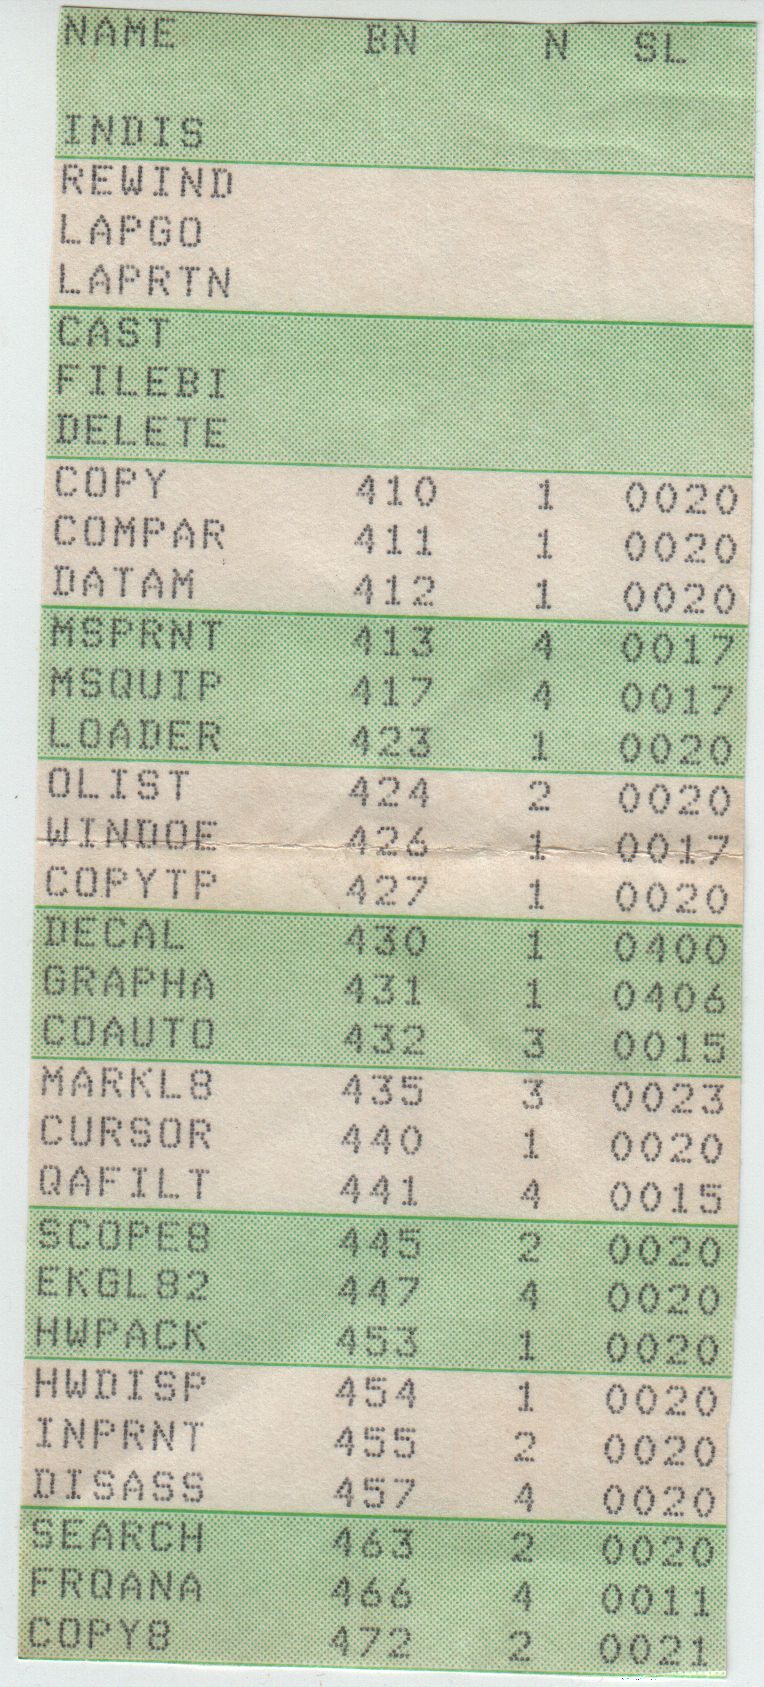 NAME BN N SL
INDIS
REWIND
LAPGO
LAPRTN
CAST
FILEBI
DELETE
COPY 410 1 0020
COMPAR 411 1 0020
DATAM 412 1 0020
MSPRNT 413 4 0017
MSQUIP 417 4 0017
LOADER 423 1 0020
OLIST 424 2 0020
WINDOE 426 1 0017
COPYTP 427 1 0020
DECAL 430 1 0400
GRAPHA 431 1 0406
COAUTO 432 3 0015
MARKL8 435 3 0023
CURSOR 440 1 0020
QAFILT 441 4 0015
SCOPE8 445 2 0020
EKGL82 447 4 0020
HWPACK 453 1 0020
HWDISP 454 1 0020
INPRNT 455 2 0020
DISASS 457 4 0020
SEARCH 463 2 0020
FRQANA 466 4 0011
COPY8 472 2 0021